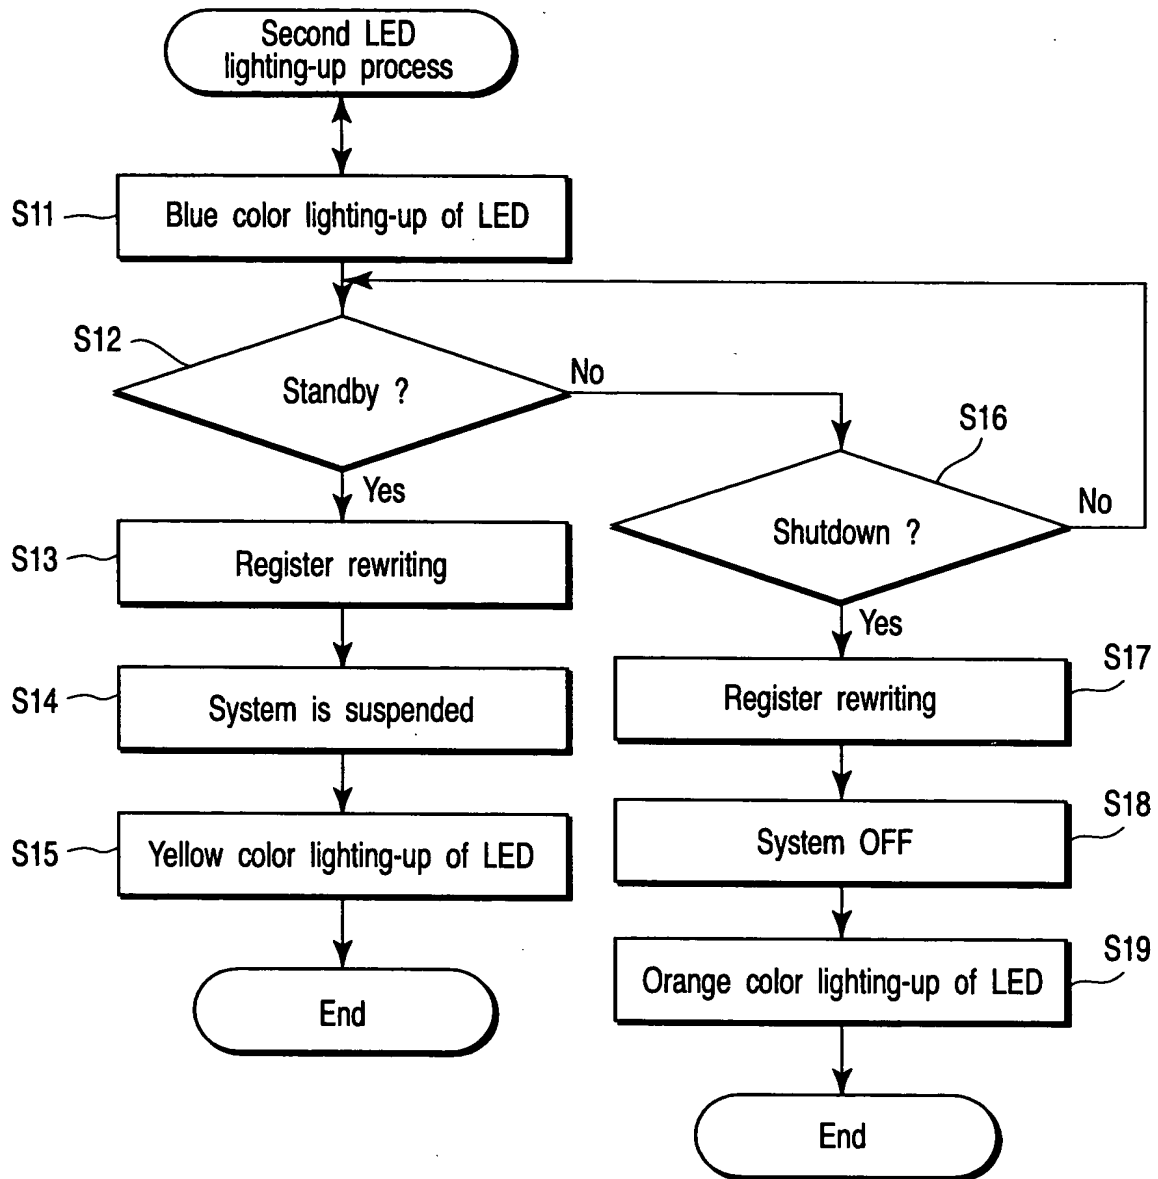 Second LED
lighting-up process
S11
Blue color lighting-up of LED
S12
Standby ?
No
Yes
S13
Register rewriting
S14
System is suspended
S15
Yellow color lighting-up of LED
End
S16
Shutdown ?
No
Yes
S17
Register rewriting
S18
System OFF
S19
Orange color lighting-up of LED
End